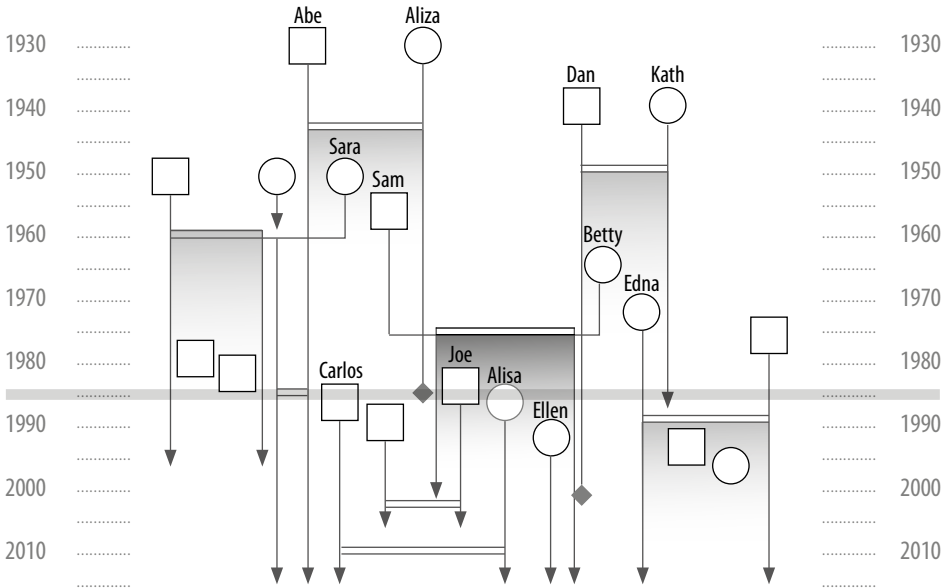 Abe Aliza
1930 1930
Dan Kath
1940 1940
Sara
1950 1950
Sam
1960 1960
Betty
Edna
1970 1970
Joe
1980 1980
Carlos Alisa
Ellen
1990 1990
2000 2000
2010 2010